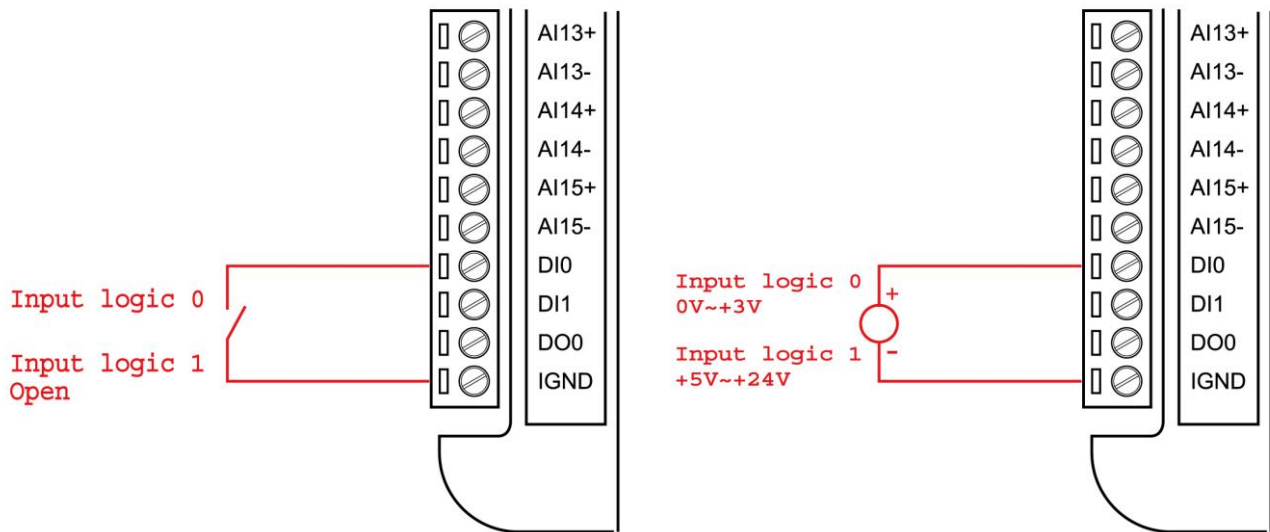 AI13+
AI13-
AI14+
AI14-
AI15+
AI15-
DI0
DI1
DO0
IGND
Input logic 0
Input logic 1
Open
AI13+
AI13-
AI14+
AI14-
AI15+
AI15-
DI0
DI1
DO0
IGND
Input logic 0
0V~+3V
+
Input logic 1
+5V~+24V
-